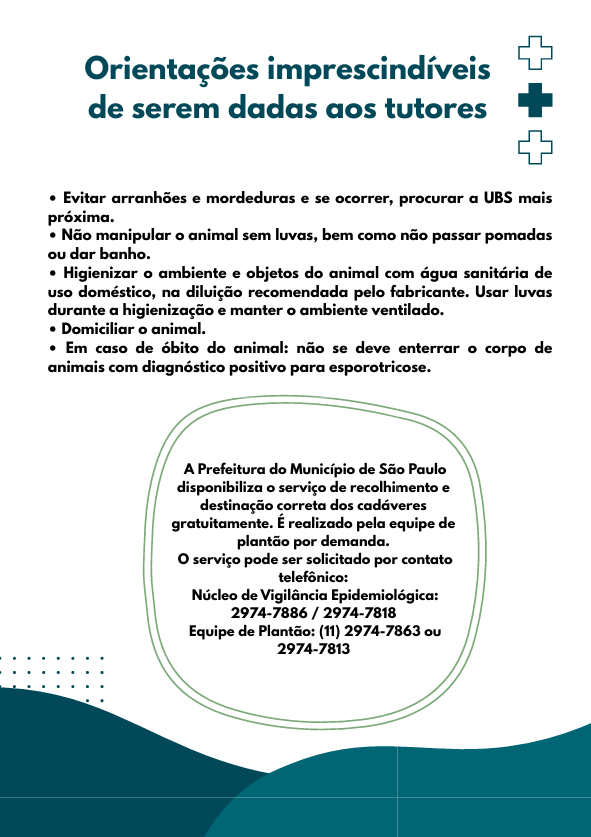 Orientações imprescindíveis
de serem dadas aos tutores
• Evitar arranhões e mordeduras e se ocorrer, procurar a UBS mais
próxima.
• Não manipular o animal sem luvas, bem como não passar pomadas
ou dar banho.
• Higienizar o ambiente e objetos do animal com água sanitária de
uso doméstico, na diluição recomendada pelo fabricante. Usar luvas
durante a higienização e manter o ambiente ventilado.
• Domiciliar o animal.
• Em caso de óbito do animal: não se deve enterrar o corpo de
animais com diagnóstico positivo para esporotricose.
A Prefeitura do Município de São Paulo
disponibiliza o serviço de recolhimento e
destinação correta dos cadáveres
gratuitamente. É realizado pela equipe de
plantão por demanda.
O serviço pode ser solicitado por contato
telefônico:
Núcleo de Vigilância Epidemiológica:
2974-7886 / 2974-7818
Equipe de Plantão: (11) 2974-7863 ou
2974-7813